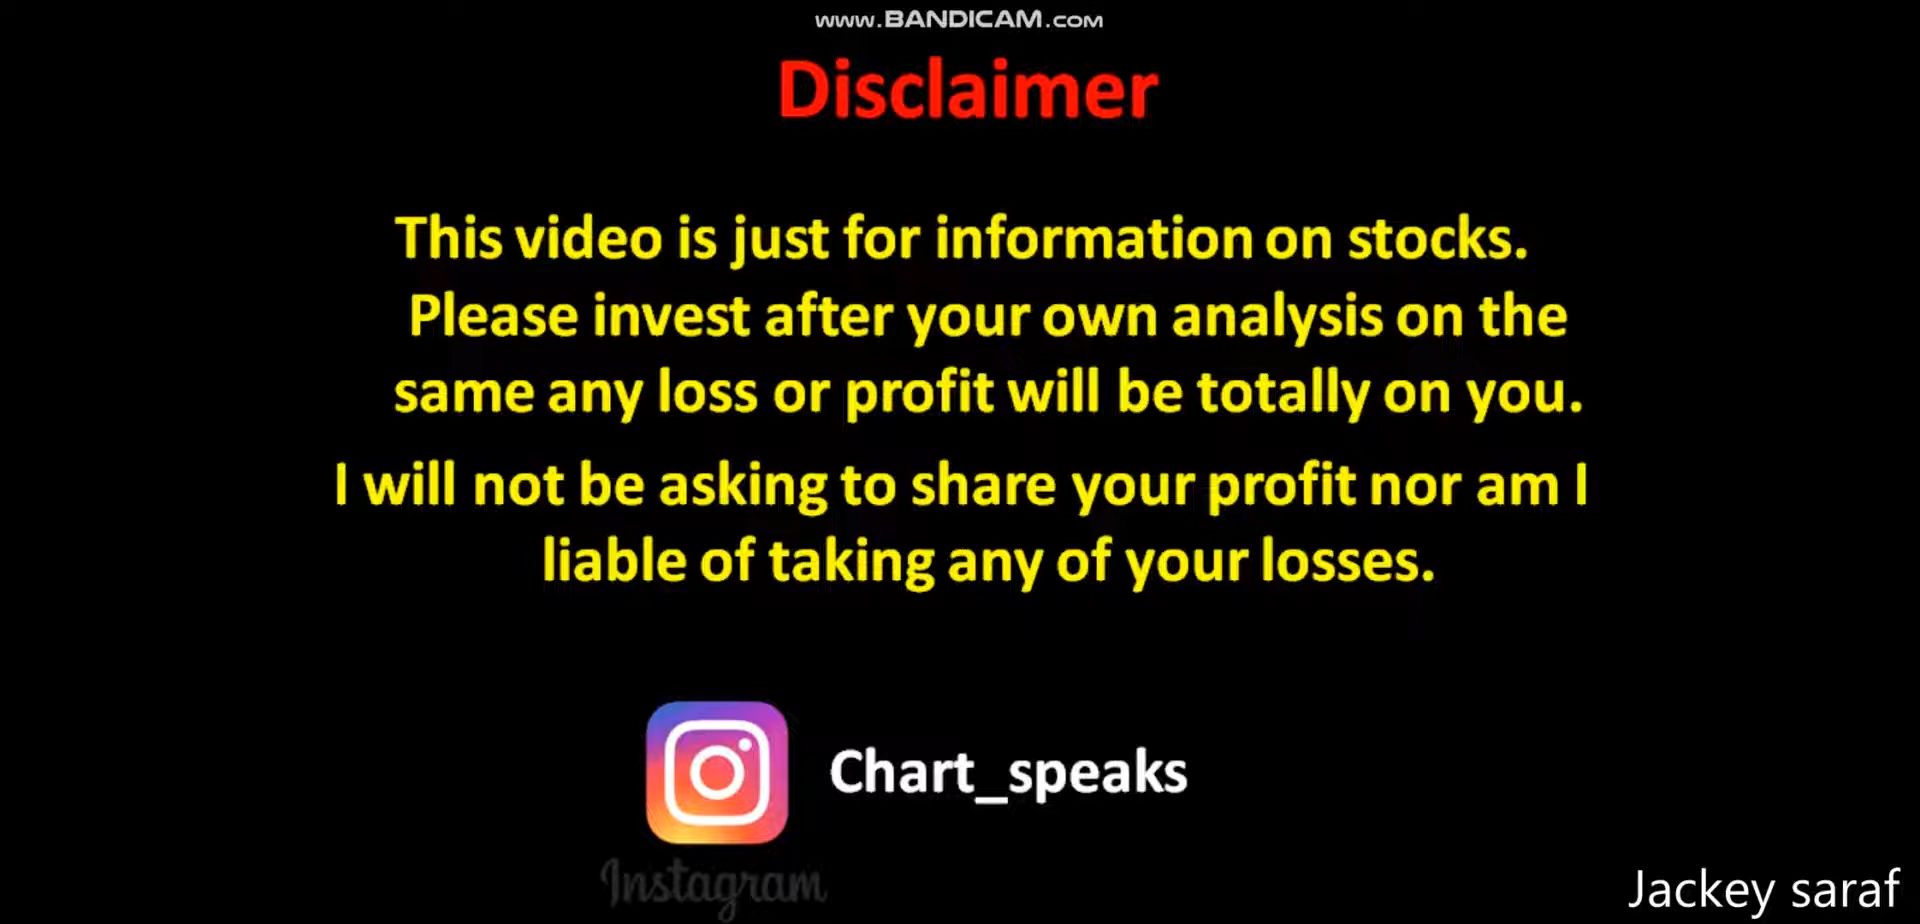 www.BANDICAM.com
Disclaimer
This video is just for information on stocks.
Please invest after your own analysis on the
same any loss or profit will be totally on you.
I will not be asking to share your profit nor am I
liable of taking any of your losses.
Chart_speaks
Instagram
Jackey saraf